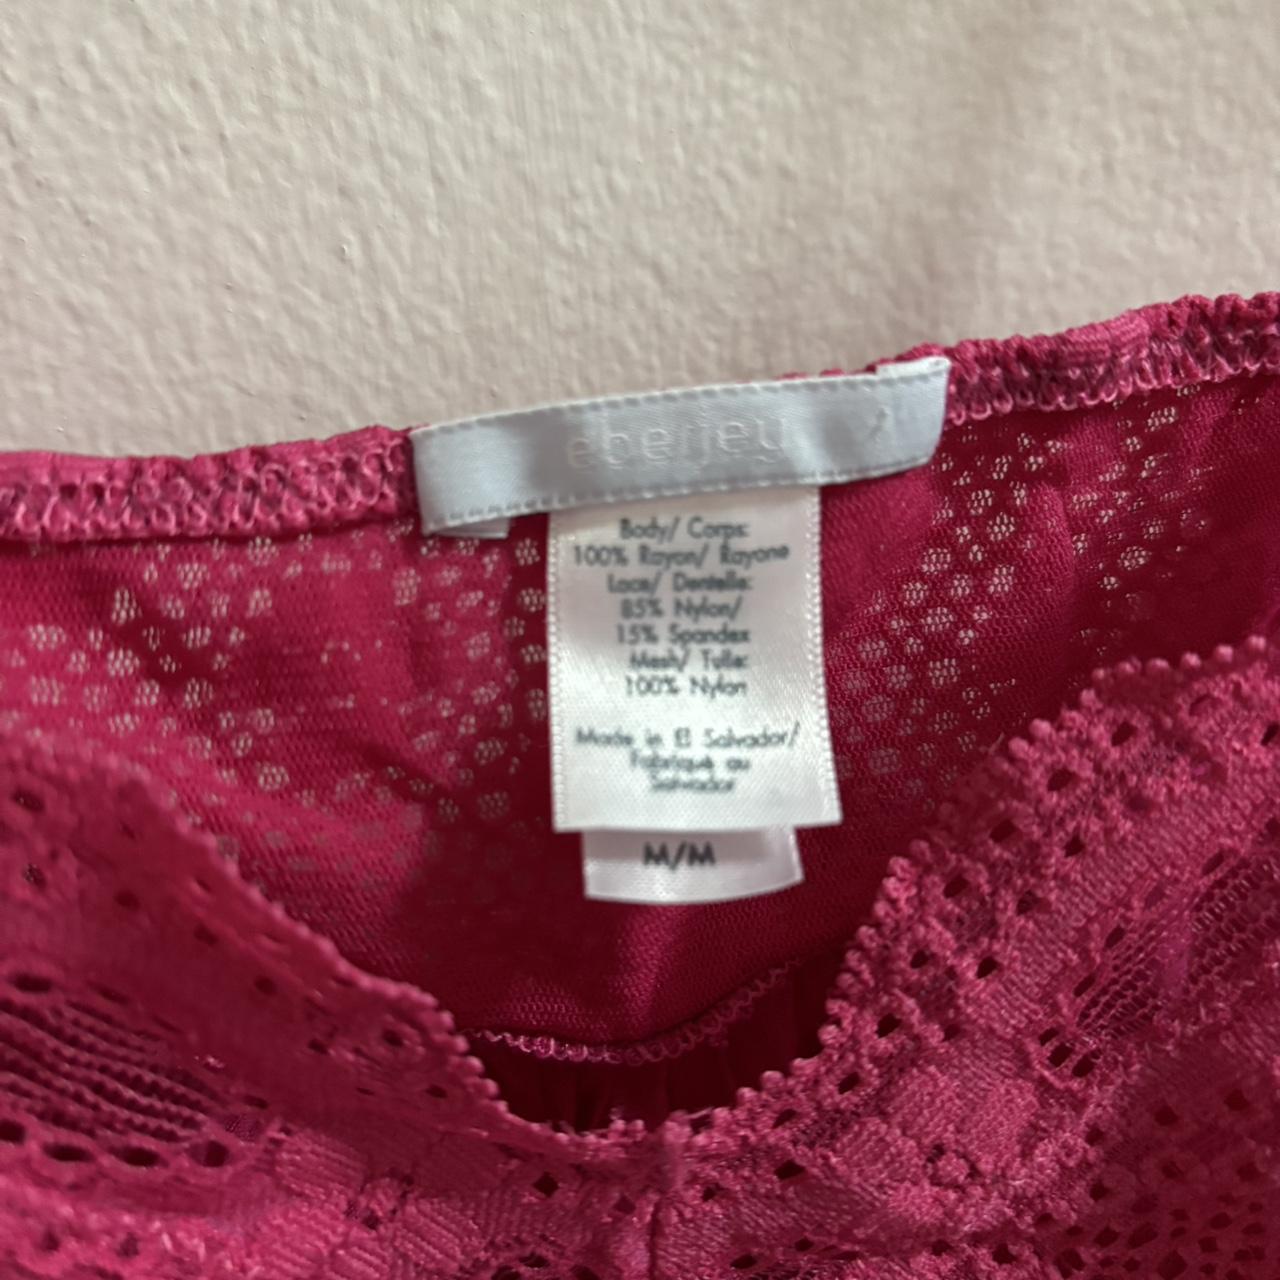 eberjey
Body/ Corps:
100% Rayon/ Rayone
Lace/ Dentelle:
85% Nylon/
15% Spandex
Mesh/ Tulle:
100% Nylon
Made in El Salvador/
Fabriqué au
Salvador
M/M